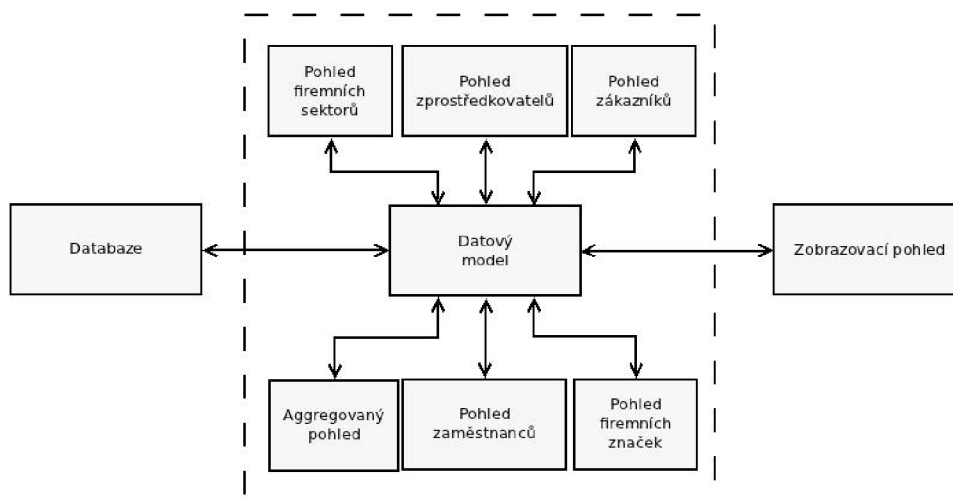 Pohled
firemních
sektorů
Pohled
zprostředkovatelů
Pohled
zákazníků
Databaze
Datový
model
Zobrazovací pohled
Aggregovaný
pohled
Pohled
zaměstnanců
Pohled
firemních
značek